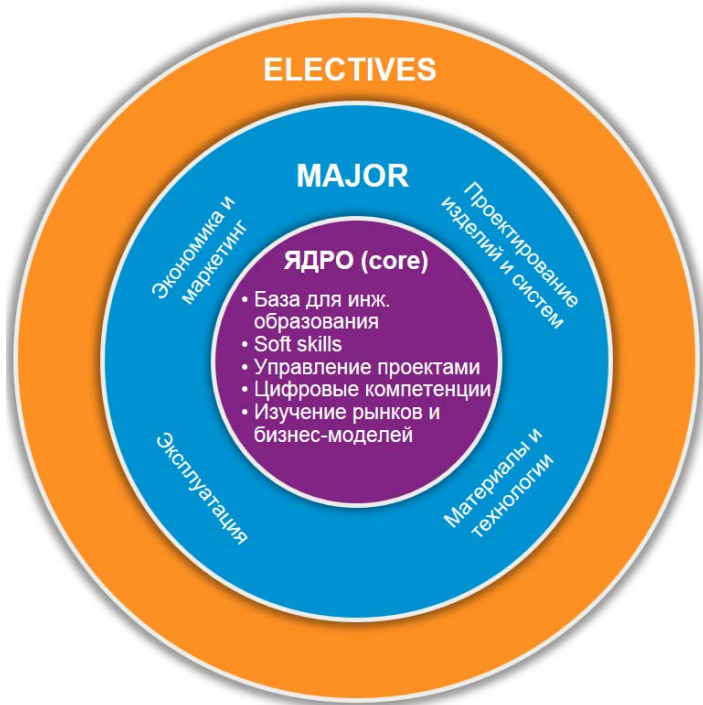 ELECTIVES
MAJOR
Экономика и
маркетинг
Проектирование
изделий и систем
ЯДРО (core)
• База для инж.
образования
• Soft skills
• Управление проектами
• Цифровые компетенции
• Изучение рынков и
бизнес-моделей
Эксплуатация
Материалы и
технологии